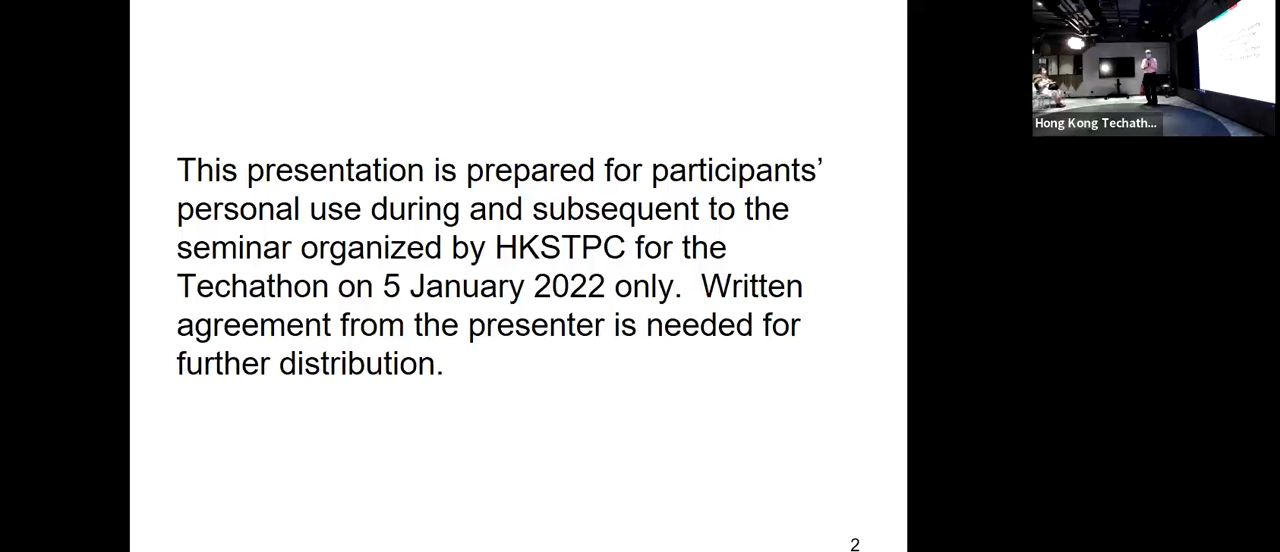 This presentation is prepared for participants’
personal use during and subsequent to the
seminar organized by HKSTPC for the
Techathon on 5 January 2022 only.  Written
agreement from the presenter is needed for
further distribution.
2
Hong Kong Techath...